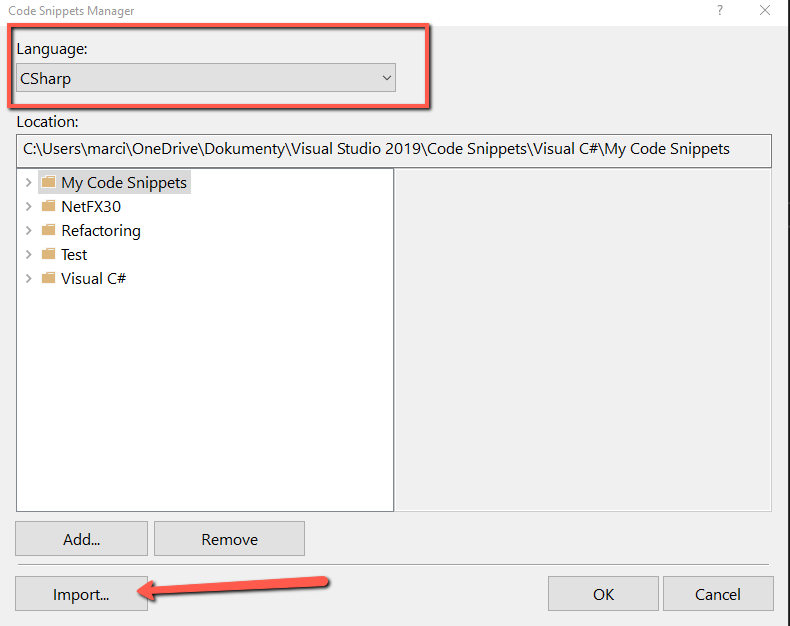 Code Snippets Manager
?
Language:
CSharp
Location:
C:\Users\marci\OneDrive\Dokumenty\Visual Studio 2019\Code Snippets\Visual C#\My Code Snippets
My Code Snippets
NetFX30
Refactoring
Test
Visual C#
Add... Remove
Import... OK Cancel